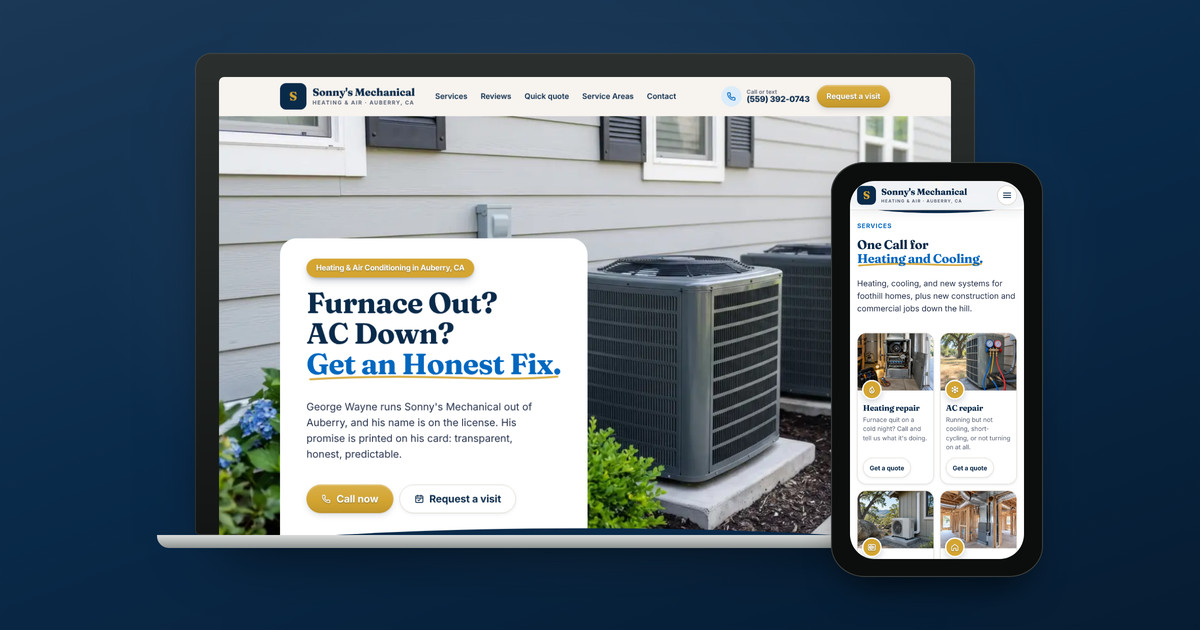 S
Sonny's Mechanical
HEATING & AIR · AUBERRY, CA
Services
Reviews
Quick quote
Service Areas
Contact
Call or text
(559) 392-0743
Request a visit
Heating & Air Conditioning in Auberry, CA
Furnace Out?
AC Down?
Get an Honest Fix.
George Wayne runs Sonny's Mechanical out of
Auberry, and his name is on the license. His
promise is printed on his card: transparent,
honest, predictable.
Call now
Request a visit
S
Sonny's Mechanical
HEATING & AIR · AUBERRY, CA
SERVICES
One Call for
Heating and Cooling.
Heating, cooling, and new systems for
foothill homes, plus new construction and
commercial jobs down the hill.
Heating repair
Furnace quit on a
cold night? Call and
tell us what it's doing.
Get a quote
AC repair
Running but not
cooling, short-
cycling, or not turning
on at all.
Get a quote